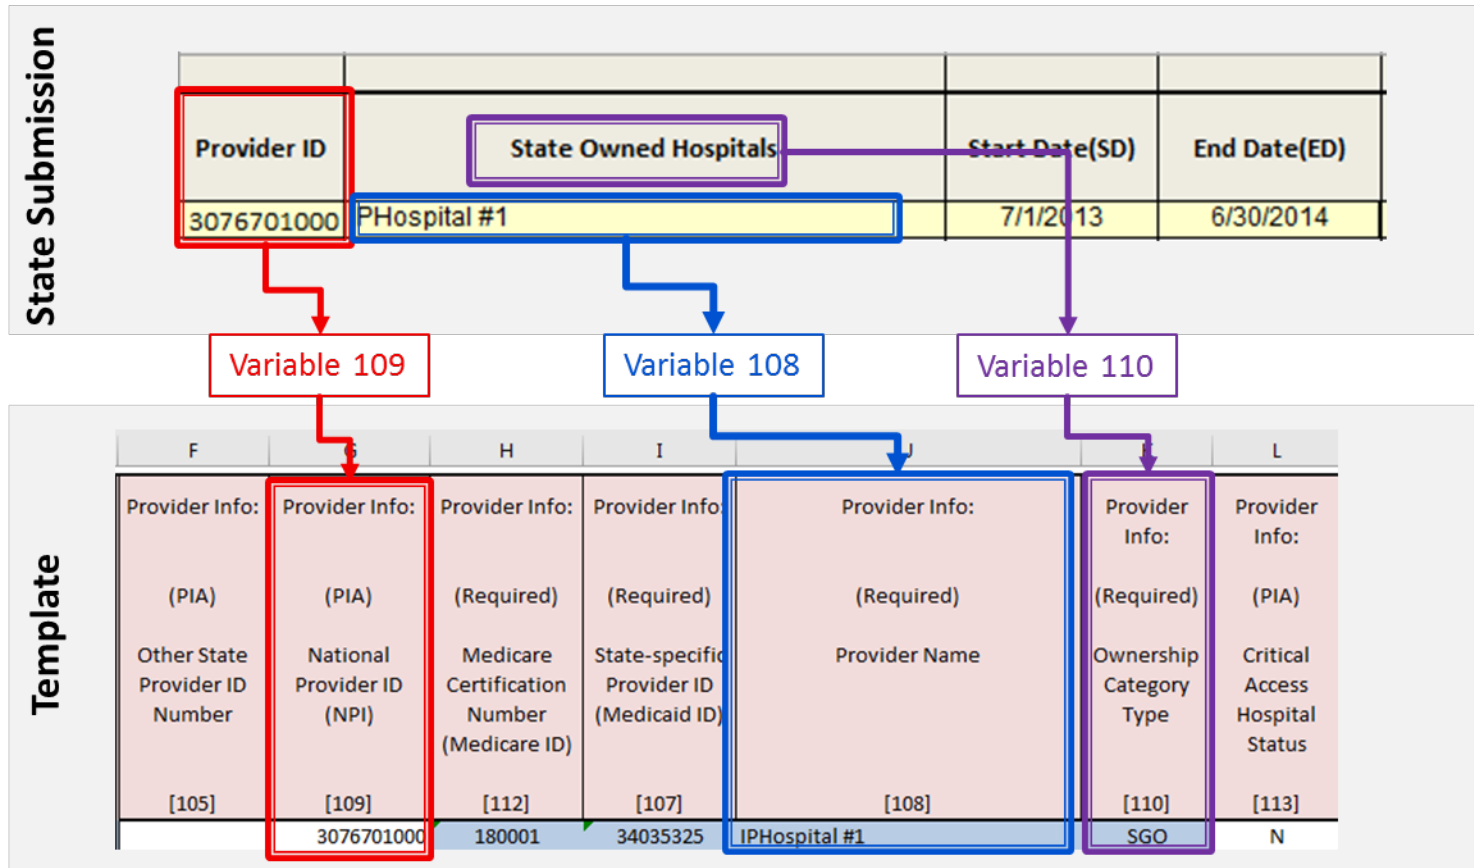 State Submission
Provider ID
State Owned Hospitals
Start Date(SD)
End Date(ED)
3076701000
PHospital #1
7/1/2013
6/30/2014
Variable 109
Variable 108
Variable 110
Template
F
G
H
I
J
K
L
Provider Info:
(PIA)
Other State
Provider ID
Number
[105]
Provider Info:
(PIA)
National
Provider ID
(NPI)
[109]
Provider Info:
(Required)
Medicare
Certification
Number
(Medicare ID)
[112]
Provider Info:
(Required)
State-specific
Provider ID
(Medicaid ID)
[107]
Provider Info:
(Required)
Provider Name
[108]
Provider
Info:
(Required)
Ownership
Category
Type
[110]
Provider
Info:
(PIA)
Critical
Access
Hospital
Status
[113]
3076701000
180001
34035325
IPHospital #1
SGO
N